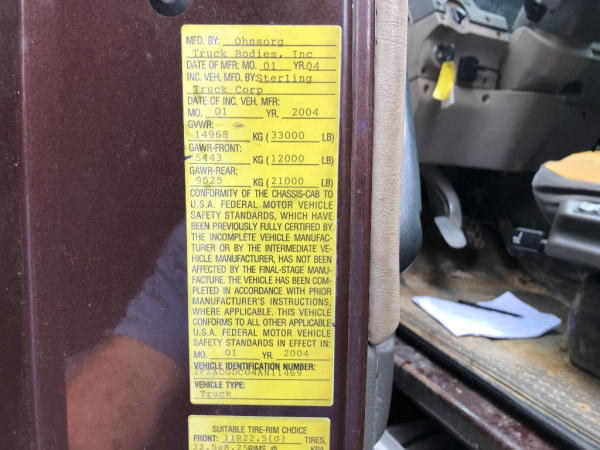 MFD. BY: Ohnsorg
Truck Bodies, Inc
DATE OF MFR: MO. 01 YR. 04
INC. VEH. MFD. BY: Sterling
Truck Corp
DATE OF INC. VEH. MFR:
MO. 01 YR. 2004
GVWR:
14968 KG (33000 LB)
GAWR-FRONT:
5443 KG (12000 LB)
GAWR-REAR:
9525 KG (21000 LB)
CONFORMITY OF THE CHASSIS-CAB TO
U.S.A. FEDERAL MOTOR VEHICLE
SAFETY STANDARDS, WHICH HAVE
BEEN PREVIOUSLY FULLY CERTIFIED BY
THE INCOMPLETE VEHICLE MANUFAC-
TURER OR BY THE INTERMEDIATE VE-
HICLE MANUFACTURER, HAS NOT BEEN
AFFECTED BY THE FINAL-STAGE MANU-
FACTURE. THE VEHICLE HAS BEEN COM-
PLETED IN ACCORDANCE WITH PRIOR
MANUFACTURER'S INSTRUCTIONS,
WHERE APPLICABLE. THIS VEHICLE
CONFORMS TO ALL OTHER APPLICABLE
U.S.A. FEDERAL MOTOR VEHICLE
SAFETY STANDARDS IN EFFECT IN:
MO. 01 YR. 2004
VEHICLE IDENTIFICATION NUMBER:
2FZACGDC04AN11469
VEHICLE TYPE:
Truck
SUITABLE TIRE-RIM CHOICE
FRONT: 11R22.5(G) TIRES,
22.5x8.25 RIMS @ KPA